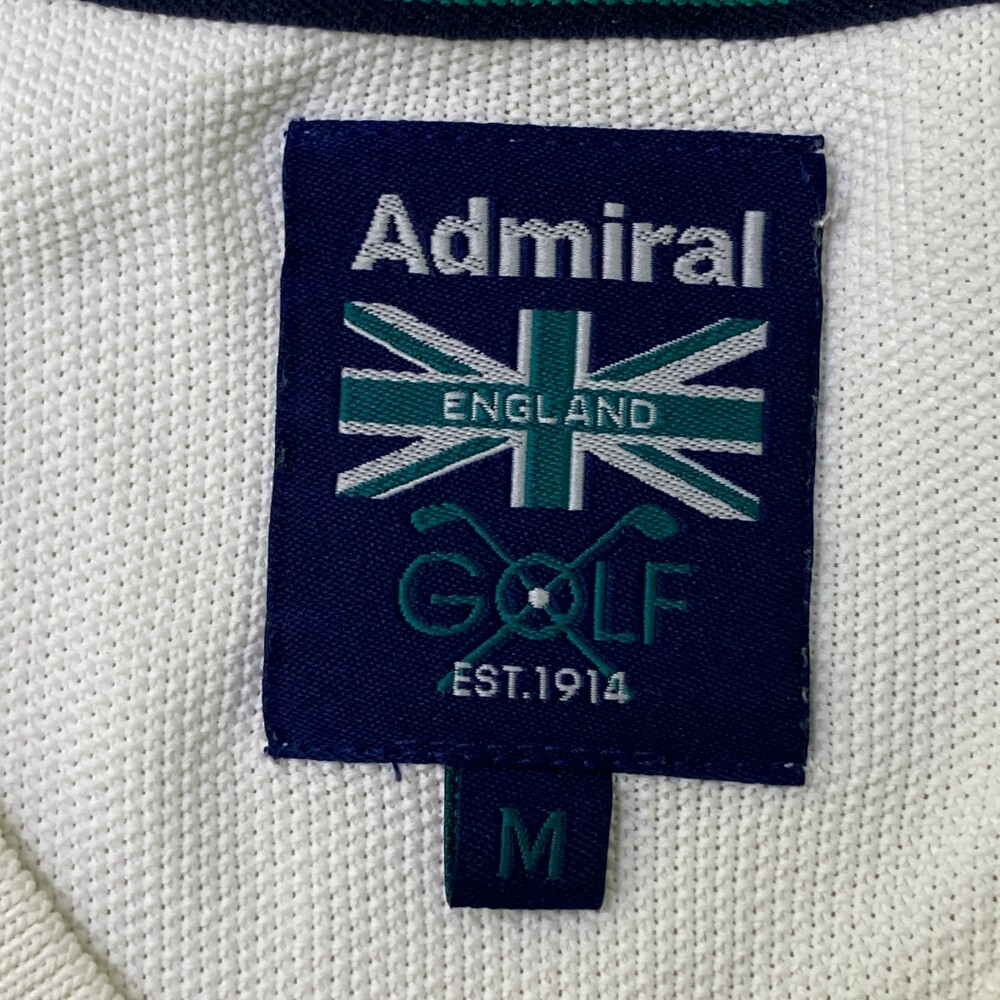 Admiral
ENGLAND
GOLF
EST.1914
M